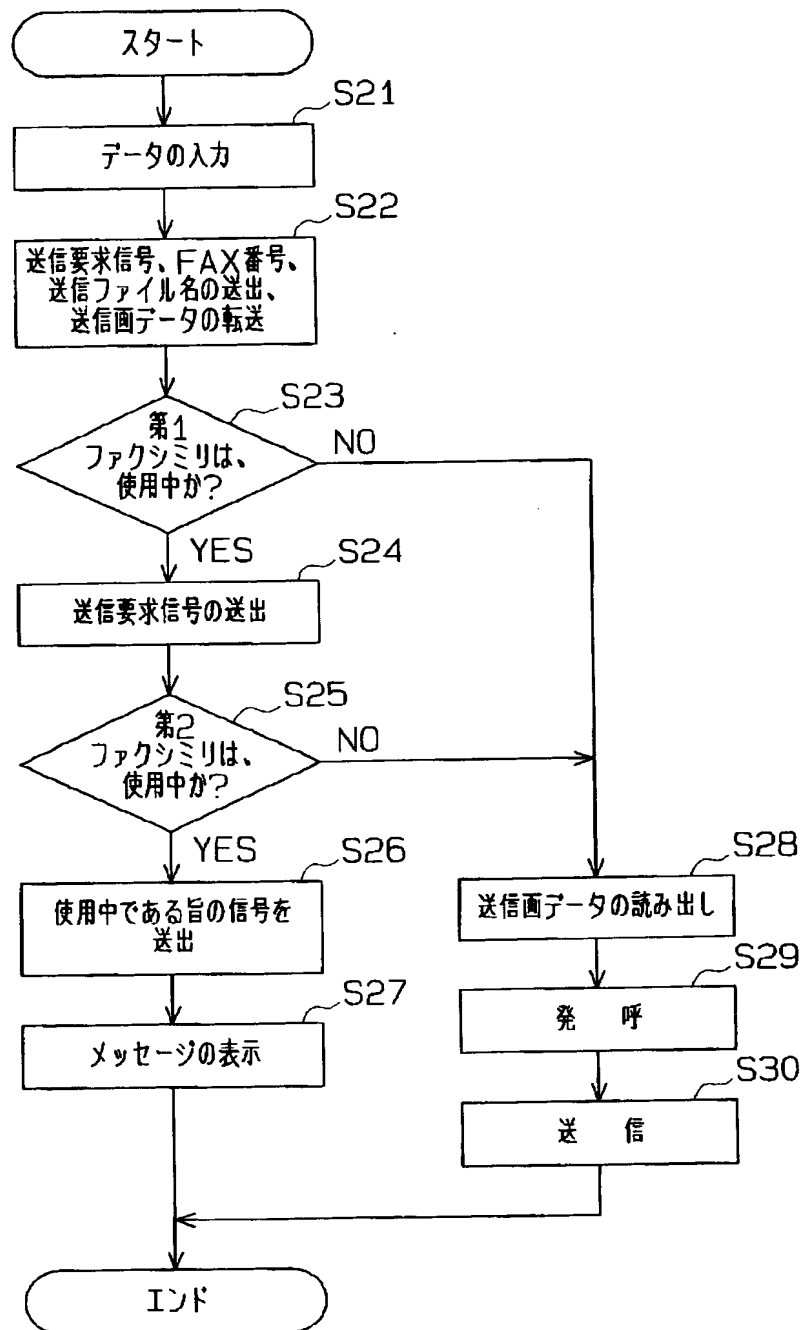 スタート
S21
データの入力
S22
送信要求信号、FAX番号、
送信ファイル名の送出、
送信画データの転送
S23
第1
ファクシミリは、
使用中か?
NO
YES
S24
送信要求信号の送出
S25
第2
ファクシミリは、
使用中か?
NO
YES
S26
使用中である旨の信号を
送出
S27
メッセージの表示
S28
送信画データの読み出し
S29
発 呼
S30
送 信
エンド